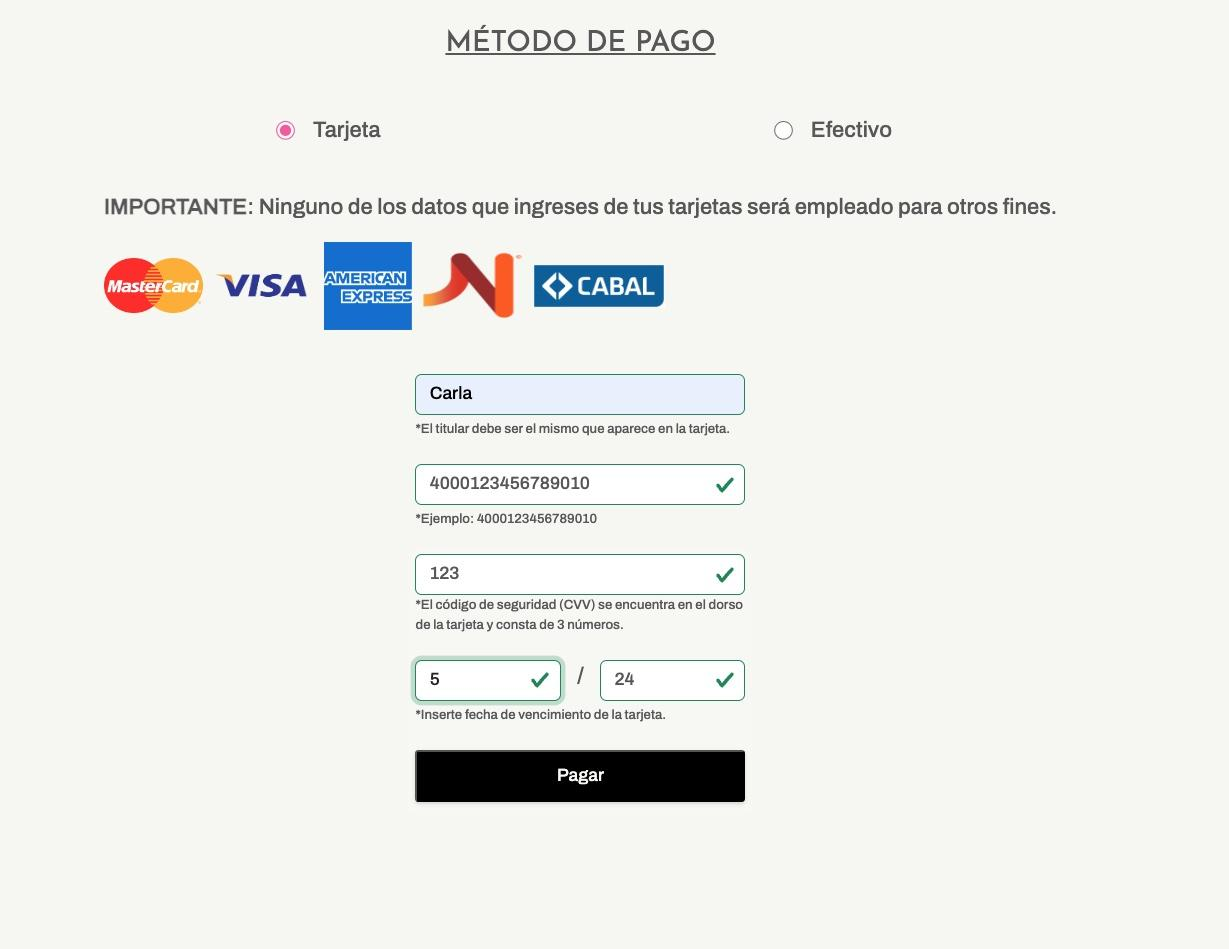 MÉTODO DE PAGO
Tarjeta
Efectivo
IMPORTANTE: Ninguno de los datos que ingreses de tus tarjetas será empleado para otros fines.
MasterCard VISA AMERICAN EXPRESS N CABAL
Carla
*El titular debe ser el mismo que aparece en la tarjeta.
4000123456789010
*Ejemplo: 4000123456789010
123
*El código de seguridad (CVV) se encuentra en el dorso
de la tarjeta y consta de 3 números.
5 / 24
*Inserte fecha de vencimiento de la tarjeta.
Pagar